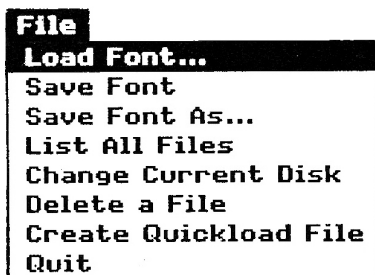 File
Load Font...
Save Font
Save Font As...
List All Files
Change Current Disk
Delete a File
Create Quickload File
Quit